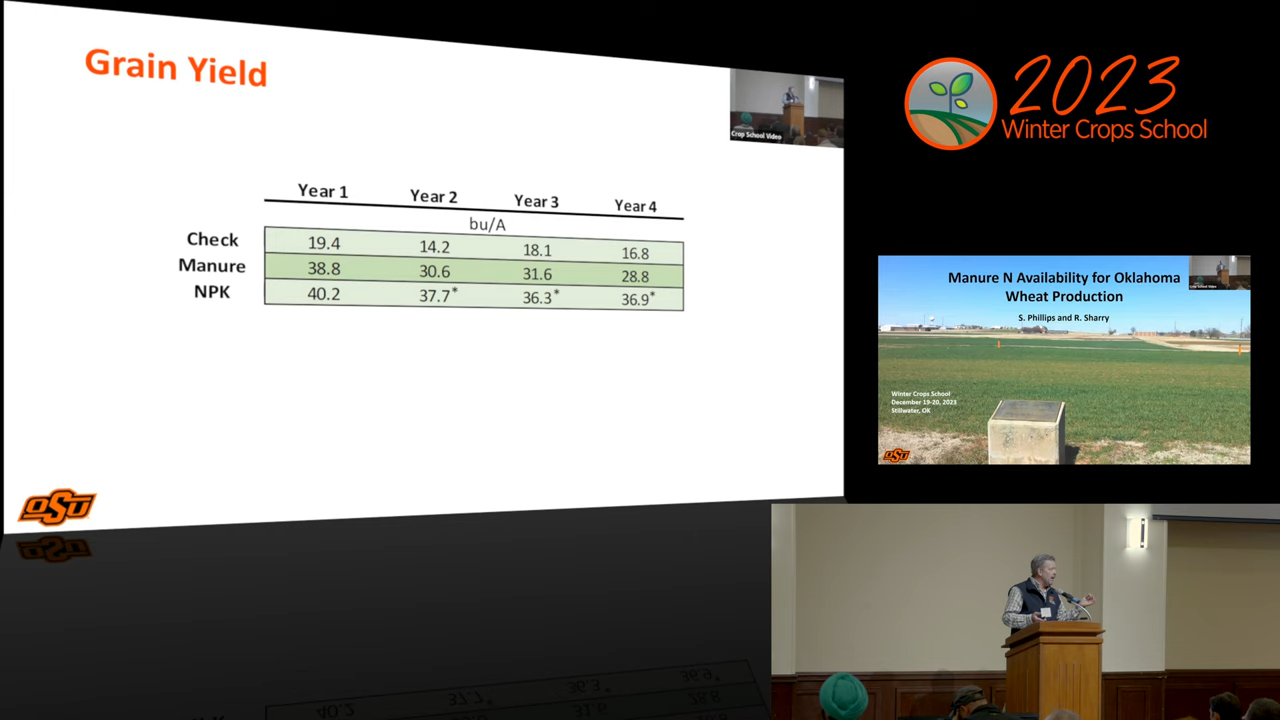 Grain Yield
Crop School Video
Year 1 Year 2 Year 3 Year 4
bu/A
Check 19.4 14.2 18.1 16.8
Manure 38.8 30.6 31.6 28.8
NPK 40.2 37.7* 36.3* 36.9*
OSU
2023
Winter Crops School
Manure N Availability for Oklahoma
Wheat Production
S. Phillips and R. Sharry
Winter Crops School
December 19-20, 2023
Stillwater, OK
OSU